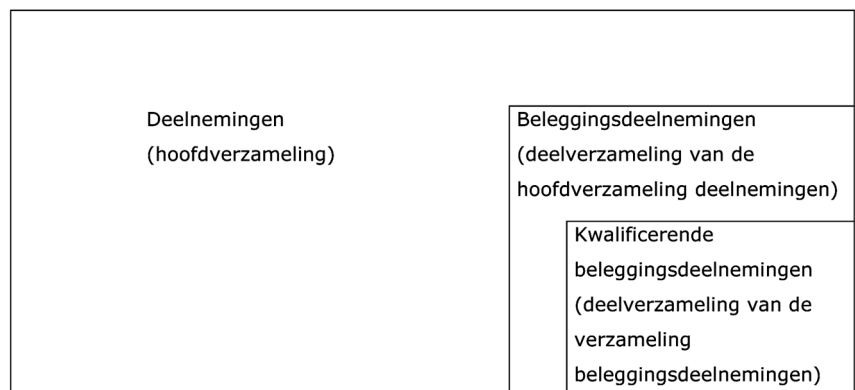 Deelnemingen
(hoofdverzameling)
Beleggingsdeelnemingen
(deelverzameling van de
hoofdverzameling deelnemingen)
Kwalificerende
beleggingsdeelnemingen
(deelverzameling van de
verzameling
beleggingsdeelnemingen)